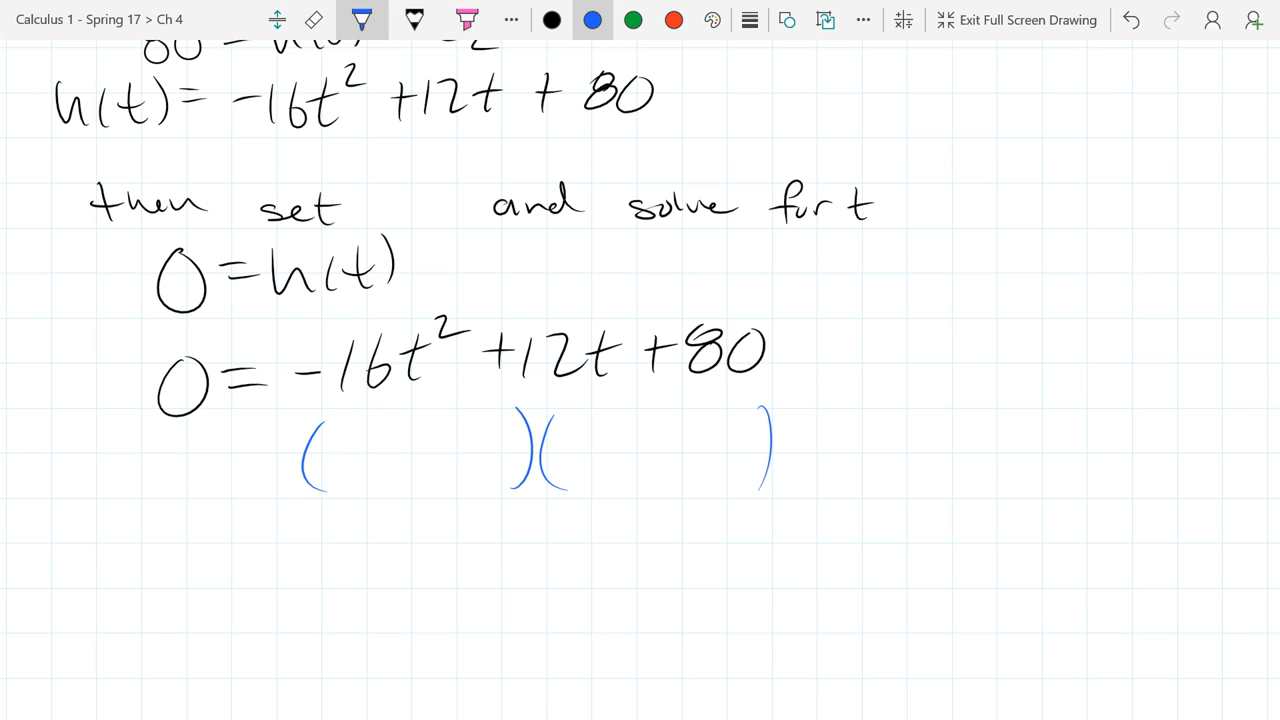 Calculus 1 - Spring 17 > Ch 4
Exit Full Screen Drawing
h(t) = -16t² +12t + 80
then set and solve for t
0 = h(t)
0 = -16t² +12t +80
( )( )